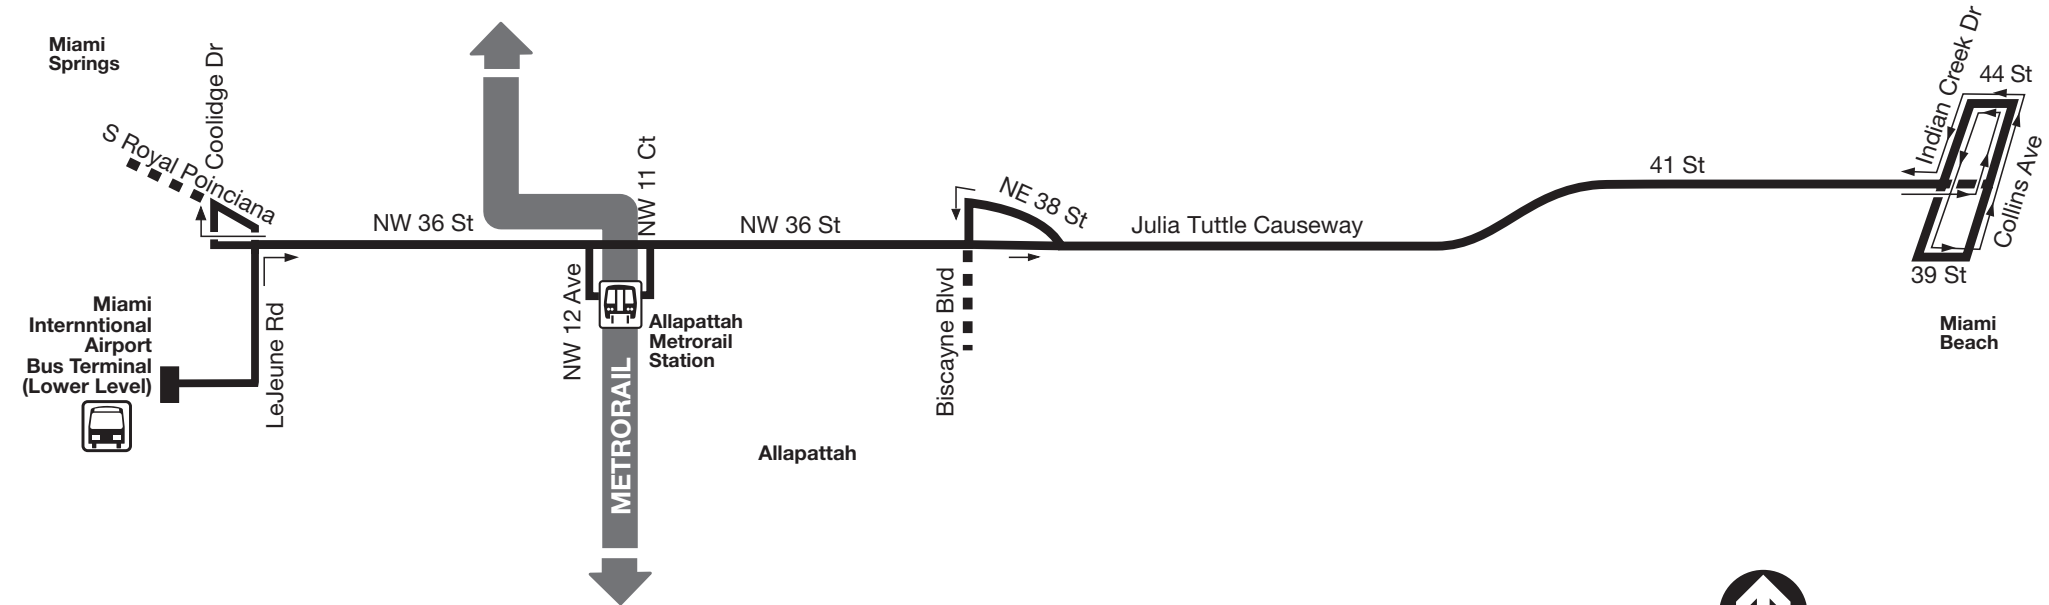 Miami
Springs
Coolidge Dr
S Royal Poinciana
NW 36 St
NW 11 Ct
NW 36 St
NE 38 St
Julia Tuttle Causeway
41 St
Indian Creek Dr
44 St
Collins Ave
39 St
Miami
Beach
Miami
Internntional
Airport
Bus Terminal
(Lower Level)
LeJeune Rd
NW 12 Ave
Allapattah
Metrorail
Station
METRORAIL
Biscayne Blvd
Allapattah